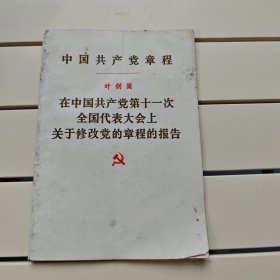 中国共产党章程
叶剑英
在中国共产党第十一次
全国代表大会上
关于修改党的章程的报告